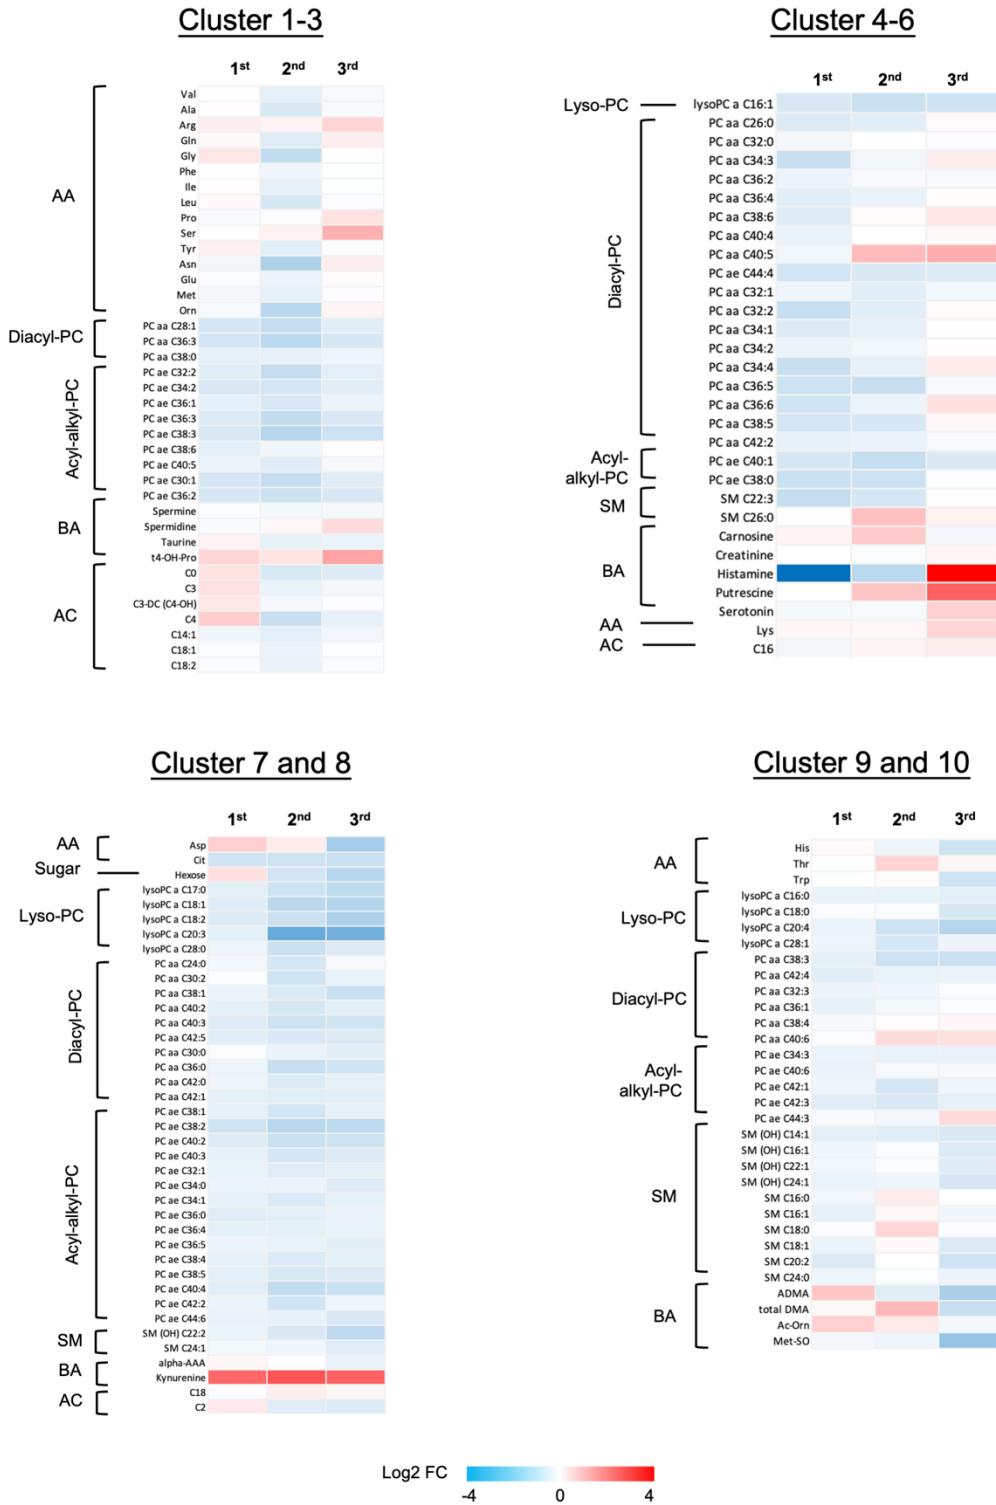 Cluster 1-3
1st 2nd 3rd
AA
Val
Ala
Arg
Gln
Gly
Phe
Ile
Leu
Pro
Ser
Tyr
Asn
Glu
Met
Orn
Diacyl-PC
PC aa C28:1
PC aa C36:3
PC aa C38:0
Acyl-alkyl-PC
PC ae C32:2
PC ae C34:2
PC ae C36:1
PC ae C36:3
PC ae C38:3
PC ae C38:6
PC ae C40:5
PC ae C30:1
PC ae C36:2
BA
Spermine
Spermidine
Taurine
t4-OH-Pro
AC
C0
C3
C3-DC (C4-OH)
C4
C14:1
C18:1
C18:2
Cluster 4-6
1st 2nd 3rd
Lyso-PC
lysoPC a C16:1
Diacyl-PC
PC aa C26:0
PC aa C32:0
PC aa C34:3
PC aa C36:2
PC aa C36:4
PC aa C38:6
PC aa C40:4
PC aa C40:5
PC ae C44:4
PC aa C32:1
PC aa C32:2
PC aa C34:1
PC aa C34:2
PC aa C34:4
PC aa C36:5
PC aa C36:6
PC aa C38:5
PC aa C42:2
Acyl-
alkyl-PC
PC ae C40:1
PC ae C38:0
SM
SM C22:3
SM C26:0
BA
Carnosine
Creatinine
Histamine
Putrescine
Serotonin
AA
Lys
AC
C16
Cluster 7 and 8
1st 2nd 3rd
AA
Asp
Cit
Sugar
Hexose
Lyso-PC
lysoPC a C17:0
lysoPC a C18:1
lysoPC a C18:2
lysoPC a C20:3
lysoPC a C28:0
Diacyl-PC
PC aa C24:0
PC aa C30:2
PC aa C38:1
PC aa C40:2
PC aa C40:3
PC aa C42:5
PC aa C30:0
PC aa C36:0
PC aa C42:0
PC aa C42:1
Acyl-alkyl-PC
PC ae C38:1
PC ae C38:2
PC ae C40:2
PC ae C40:3
PC ae C32:1
PC ae C34:0
PC ae C34:1
PC ae C36:0
PC ae C36:4
PC ae C36:5
PC ae C38:4
PC ae C38:5
PC ae C40:4
PC ae C42:2
PC ae C44:6
SM
SM (OH) C22:2
SM C24:1
BA
alpha-AAA
Kynurenine
AC
C18
C2
Cluster 9 and 10
1st 2nd 3rd
AA
His
Thr
Trp
Lyso-PC
lysoPC a C16:0
lysoPC a C18:0
lysoPC a C20:4
lysoPC a C28:1
Diacyl-PC
PC aa C38:3
PC aa C42:4
PC aa C32:3
PC aa C36:1
PC aa C38:4
PC aa C40:6
Acyl-
alkyl-PC
PC ae C34:3
PC ae C40:6
PC ae C42:1
PC ae C42:3
PC ae C44:3
SM
SM (OH) C14:1
SM (OH) C16:1
SM (OH) C22:1
SM (OH) C24:1
SM C16:0
SM C16:1
SM C18:0
SM C18:1
SM C20:2
SM C24:0
BA
ADMA
total DMA
Ac-Orn
Met-SO
Log2 FC
-4 0 4